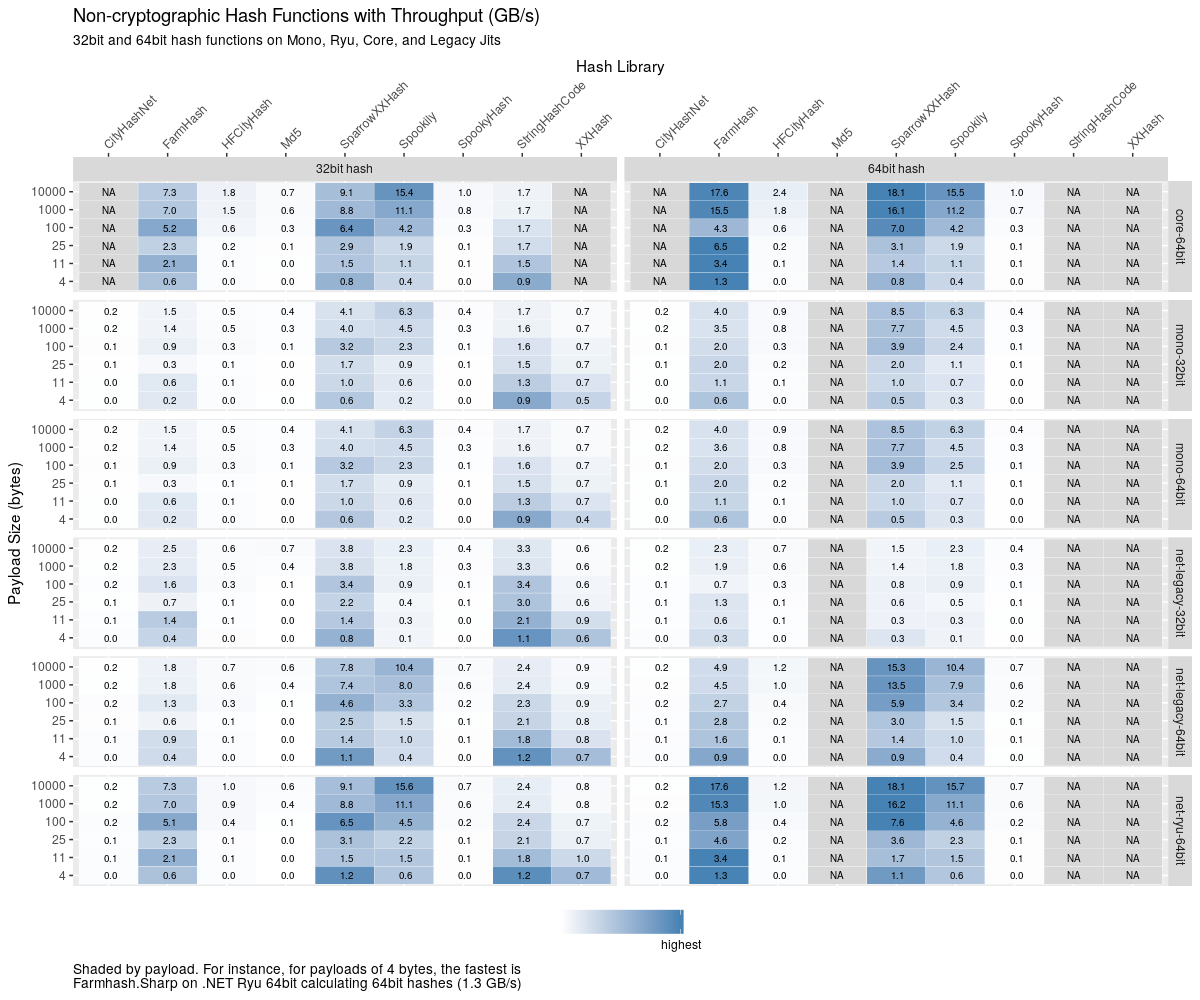 Non-cryptographic Hash Functions with Throughput (GB/s)
32bit and 64bit hash functions on Mono, Ryu, Core, and Legacy Jits
Hash Library
CityHashNet FarmHash HFCityHash Md5 SparrowXXHash Spookily SpookyHash StringHashCode XXHash CityHashNet FarmHash HFCityHash Md5 SparrowXXHash Spookily SpookyHash StringHashCode XXHash
32bit hash 64bit hash
Payload Size (bytes)
core-64bit
10000 NA 7.3 1.8 0.7 9.1 15.4 1.0 1.7 NA NA 17.6 2.4 NA 18.1 15.5 1.0 NA NA
1000 NA 7.0 1.5 0.6 8.8 11.1 0.8 1.7 NA NA 15.5 1.8 NA 16.1 11.2 0.7 NA NA
100 NA 5.2 0.6 0.3 6.4 4.2 0.3 1.7 NA NA 4.3 0.6 NA 7.0 4.2 0.3 NA NA
25 NA 2.3 0.2 0.1 2.9 1.9 0.1 1.7 NA NA 6.5 0.2 NA 3.1 1.9 0.1 NA NA
11 NA 2.1 0.1 0.0 1.5 1.1 0.1 1.5 NA NA 3.4 0.1 NA 1.4 1.1 0.1 NA NA
4 NA 0.6 0.1 0.0 0.8 0.4 0.0 0.9 NA NA 1.3 0.0 NA 0.8 0.4 0.0 NA NA
mono-32bit
10000 0.2 1.5 0.5 0.4 4.1 6.3 0.4 1.7 0.7 0.2 4.0 0.9 NA 8.5 6.3 0.4 NA NA
1000 0.2 1.4 0.5 0.3 4.0 4.5 0.3 1.6 0.7 0.2 3.5 0.8 NA 7.7 4.5 0.3 NA NA
100 0.1 0.9 0.3 0.1 3.2 2.3 0.1 1.6 0.7 0.1 2.0 0.3 NA 3.9 2.4 0.1 NA NA
25 0.1 0.3 0.1 0.0 1.7 0.9 0.1 1.5 0.7 0.1 2.0 0.2 NA 2.0 1.1 0.1 NA NA
11 0.0 0.6 0.1 0.0 1.0 0.6 0.0 1.3 0.7 0.0 1.1 0.1 NA 1.0 0.7 0.0 NA NA
4 0.0 0.2 0.0 0.0 0.6 0.2 0.0 0.9 0.5 0.0 0.6 0.0 NA 0.5 0.3 0.0 NA NA
mono-64bit
10000 0.2 1.5 0.5 0.4 4.1 6.3 0.4 1.7 0.7 0.2 4.0 0.9 NA 8.5 6.3 0.4 NA NA
1000 0.2 1.4 0.5 0.3 4.0 4.5 0.3 1.6 0.7 0.2 3.6 0.8 NA 7.7 4.5 0.3 NA NA
100 0.1 0.9 0.3 0.1 3.2 2.3 0.1 1.6 0.7 0.1 2.0 0.3 NA 3.9 2.5 0.1 NA NA
25 0.1 0.3 0.1 0.1 1.7 0.9 0.1 1.5 0.7 0.1 2.0 0.2 NA 2.0 1.1 0.1 NA NA
11 0.0 0.6 0.1 0.0 1.0 0.6 0.0 1.3 0.7 0.0 1.1 0.1 NA 1.0 0.7 0.0 NA NA
4 0.0 0.2 0.0 0.0 0.6 0.2 0.0 0.9 0.4 0.0 0.6 0.0 NA 0.5 0.3 0.0 NA NA
net-legacy-32bit
10000 0.2 2.5 0.6 0.7 3.8 2.3 0.4 3.3 0.6 0.2 2.3 0.7 NA 1.5 2.3 0.4 NA NA
1000 0.2 2.3 0.5 0.4 3.8 1.8 0.3 3.3 0.6 0.2 1.9 0.6 NA 1.4 1.8 0.3 NA NA
100 0.2 1.6 0.3 0.1 3.4 0.9 0.1 3.4 0.6 0.1 0.7 0.3 NA 0.8 0.9 0.1 NA NA
25 0.1 0.7 0.1 0.0 2.2 0.4 0.1 3.0 0.6 0.1 1.3 0.1 NA 0.6 0.5 0.1 NA NA
11 0.1 1.4 0.1 0.0 1.4 0.3 0.0 2.1 0.9 0.1 0.6 0.1 NA 0.3 0.3 0.0 NA NA
4 0.0 0.4 0.0 0.0 0.8 0.1 0.0 1.1 0.6 0.0 0.3 0.0 NA 0.3 0.1 0.0 NA NA
net-legacy-64bit
10000 0.2 1.8 0.7 0.6 7.8 10.4 0.7 2.4 0.9 0.2 4.9 1.2 NA 15.3 10.4 0.7 NA NA
1000 0.2 1.8 0.6 0.4 7.4 8.0 0.6 2.4 0.9 0.2 4.5 1.0 NA 13.5 7.9 0.6 NA NA
100 0.2 1.3 0.3 0.1 4.6 3.3 0.2 2.3 0.9 0.2 2.7 0.4 NA 5.9 3.4 0.2 NA NA
25 0.1 0.6 0.1 0.0 2.5 1.5 0.1 2.1 0.8 0.1 2.8 0.2 NA 3.0 1.5 0.1 NA NA
11 0.1 0.9 0.1 0.0 1.4 1.0 0.1 1.8 0.8 0.1 1.6 0.1 NA 1.4 1.0 0.1 NA NA
4 0.0 0.4 0.0 0.0 1.1 0.4 0.0 1.2 0.7 0.0 0.9 0.0 NA 0.9 0.4 0.0 NA NA
net-ryu-64bit
10000 0.2 7.3 1.0 0.6 9.1 15.6 0.7 2.4 0.8 0.2 17.6 1.2 NA 18.1 15.7 0.7 NA NA
1000 0.2 7.0 0.9 0.4 8.8 11.1 0.6 2.4 0.8 0.2 15.3 1.0 NA 16.2 11.1 0.6 NA NA
100 0.2 5.1 0.4 0.1 6.5 4.5 0.2 2.4 0.7 0.2 5.8 0.4 NA 7.6 4.6 0.2 NA NA
25 0.1 2.3 0.1 0.0 3.1 2.2 0.1 2.1 0.7 0.1 4.6 0.2 NA 3.6 2.3 0.1 NA NA
11 0.1 2.1 0.1 0.0 1.5 1.5 0.1 1.8 1.0 0.1 3.4 0.1 NA 1.7 1.5 0.1 NA NA
4 0.0 0.6 0.0 0.0 1.2 0.6 0.0 1.2 0.7 0.0 1.3 0.0 NA 1.1 0.6 0.0 NA NA
highest
Shaded by payload. For instance, for payloads of 4 bytes, the fastest is
Farmhash.Sharp on .NET Ryu 64bit calculating 64bit hashes (1.3 GB/s)